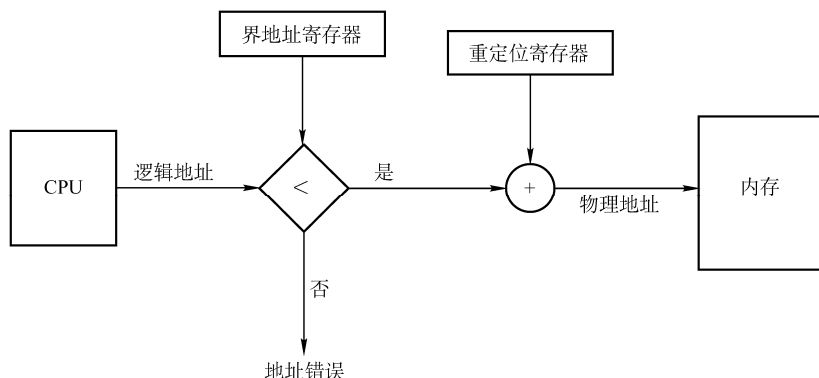 界地址寄存器
重定位寄存器
CPU
逻辑地址
<
是
+
物理地址
内存
否
地址错误